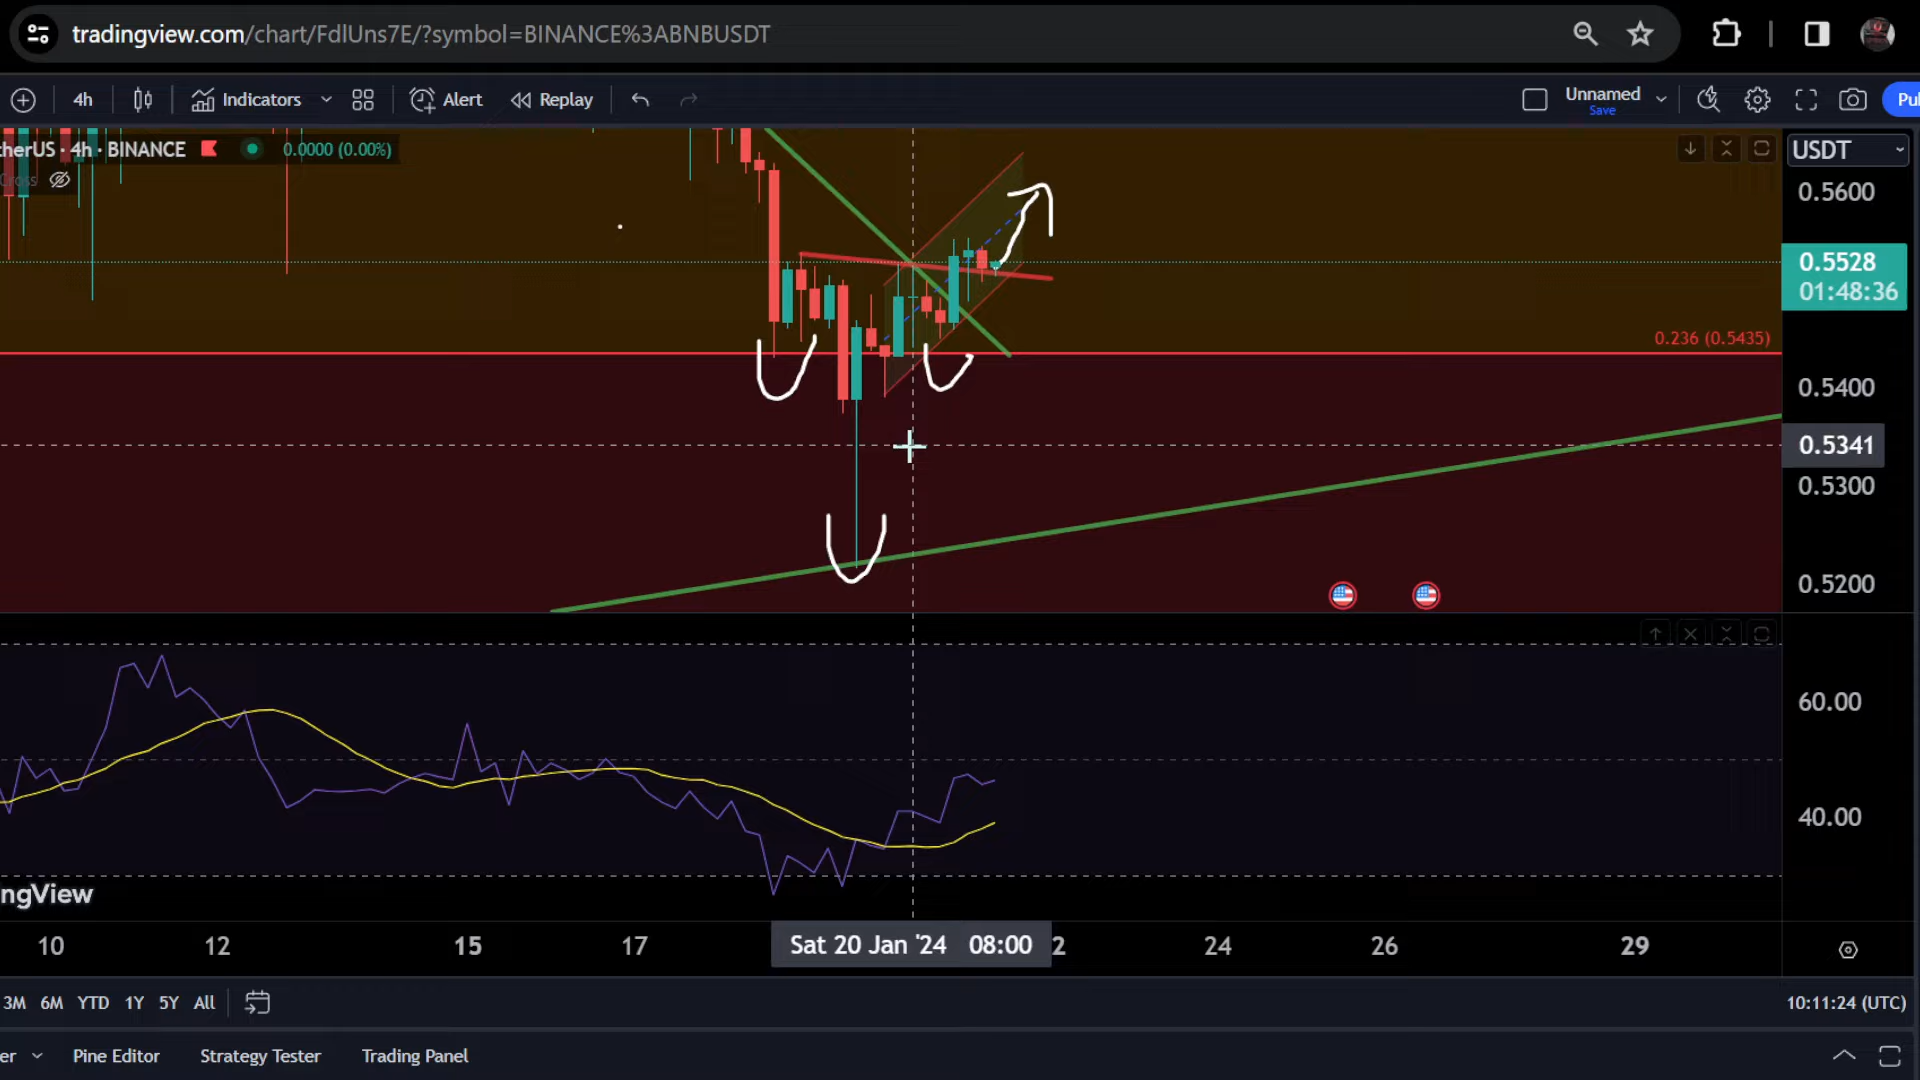 tradingview.com/chart/FdlUns7E/?symbol=BINANCE%3ABNBUSDT
4h Indicators Alert Replay Unnamed Save Pul
herUS · 4h · BINANCE 0.0000 (0.00%)
Cross
USDT
0.5600
0.5528
01:48:36
0.236 (0.5435)
0.5400
0.5341
0.5300
0.5200
60.00
40.00
ngView
10 12 15 17 Sat 20 Jan '24 08:00 2 24 26 29
3M 6M YTD 1Y 5Y All 10:11:24 (UTC)
er Pine Editor Strategy Tester Trading Panel